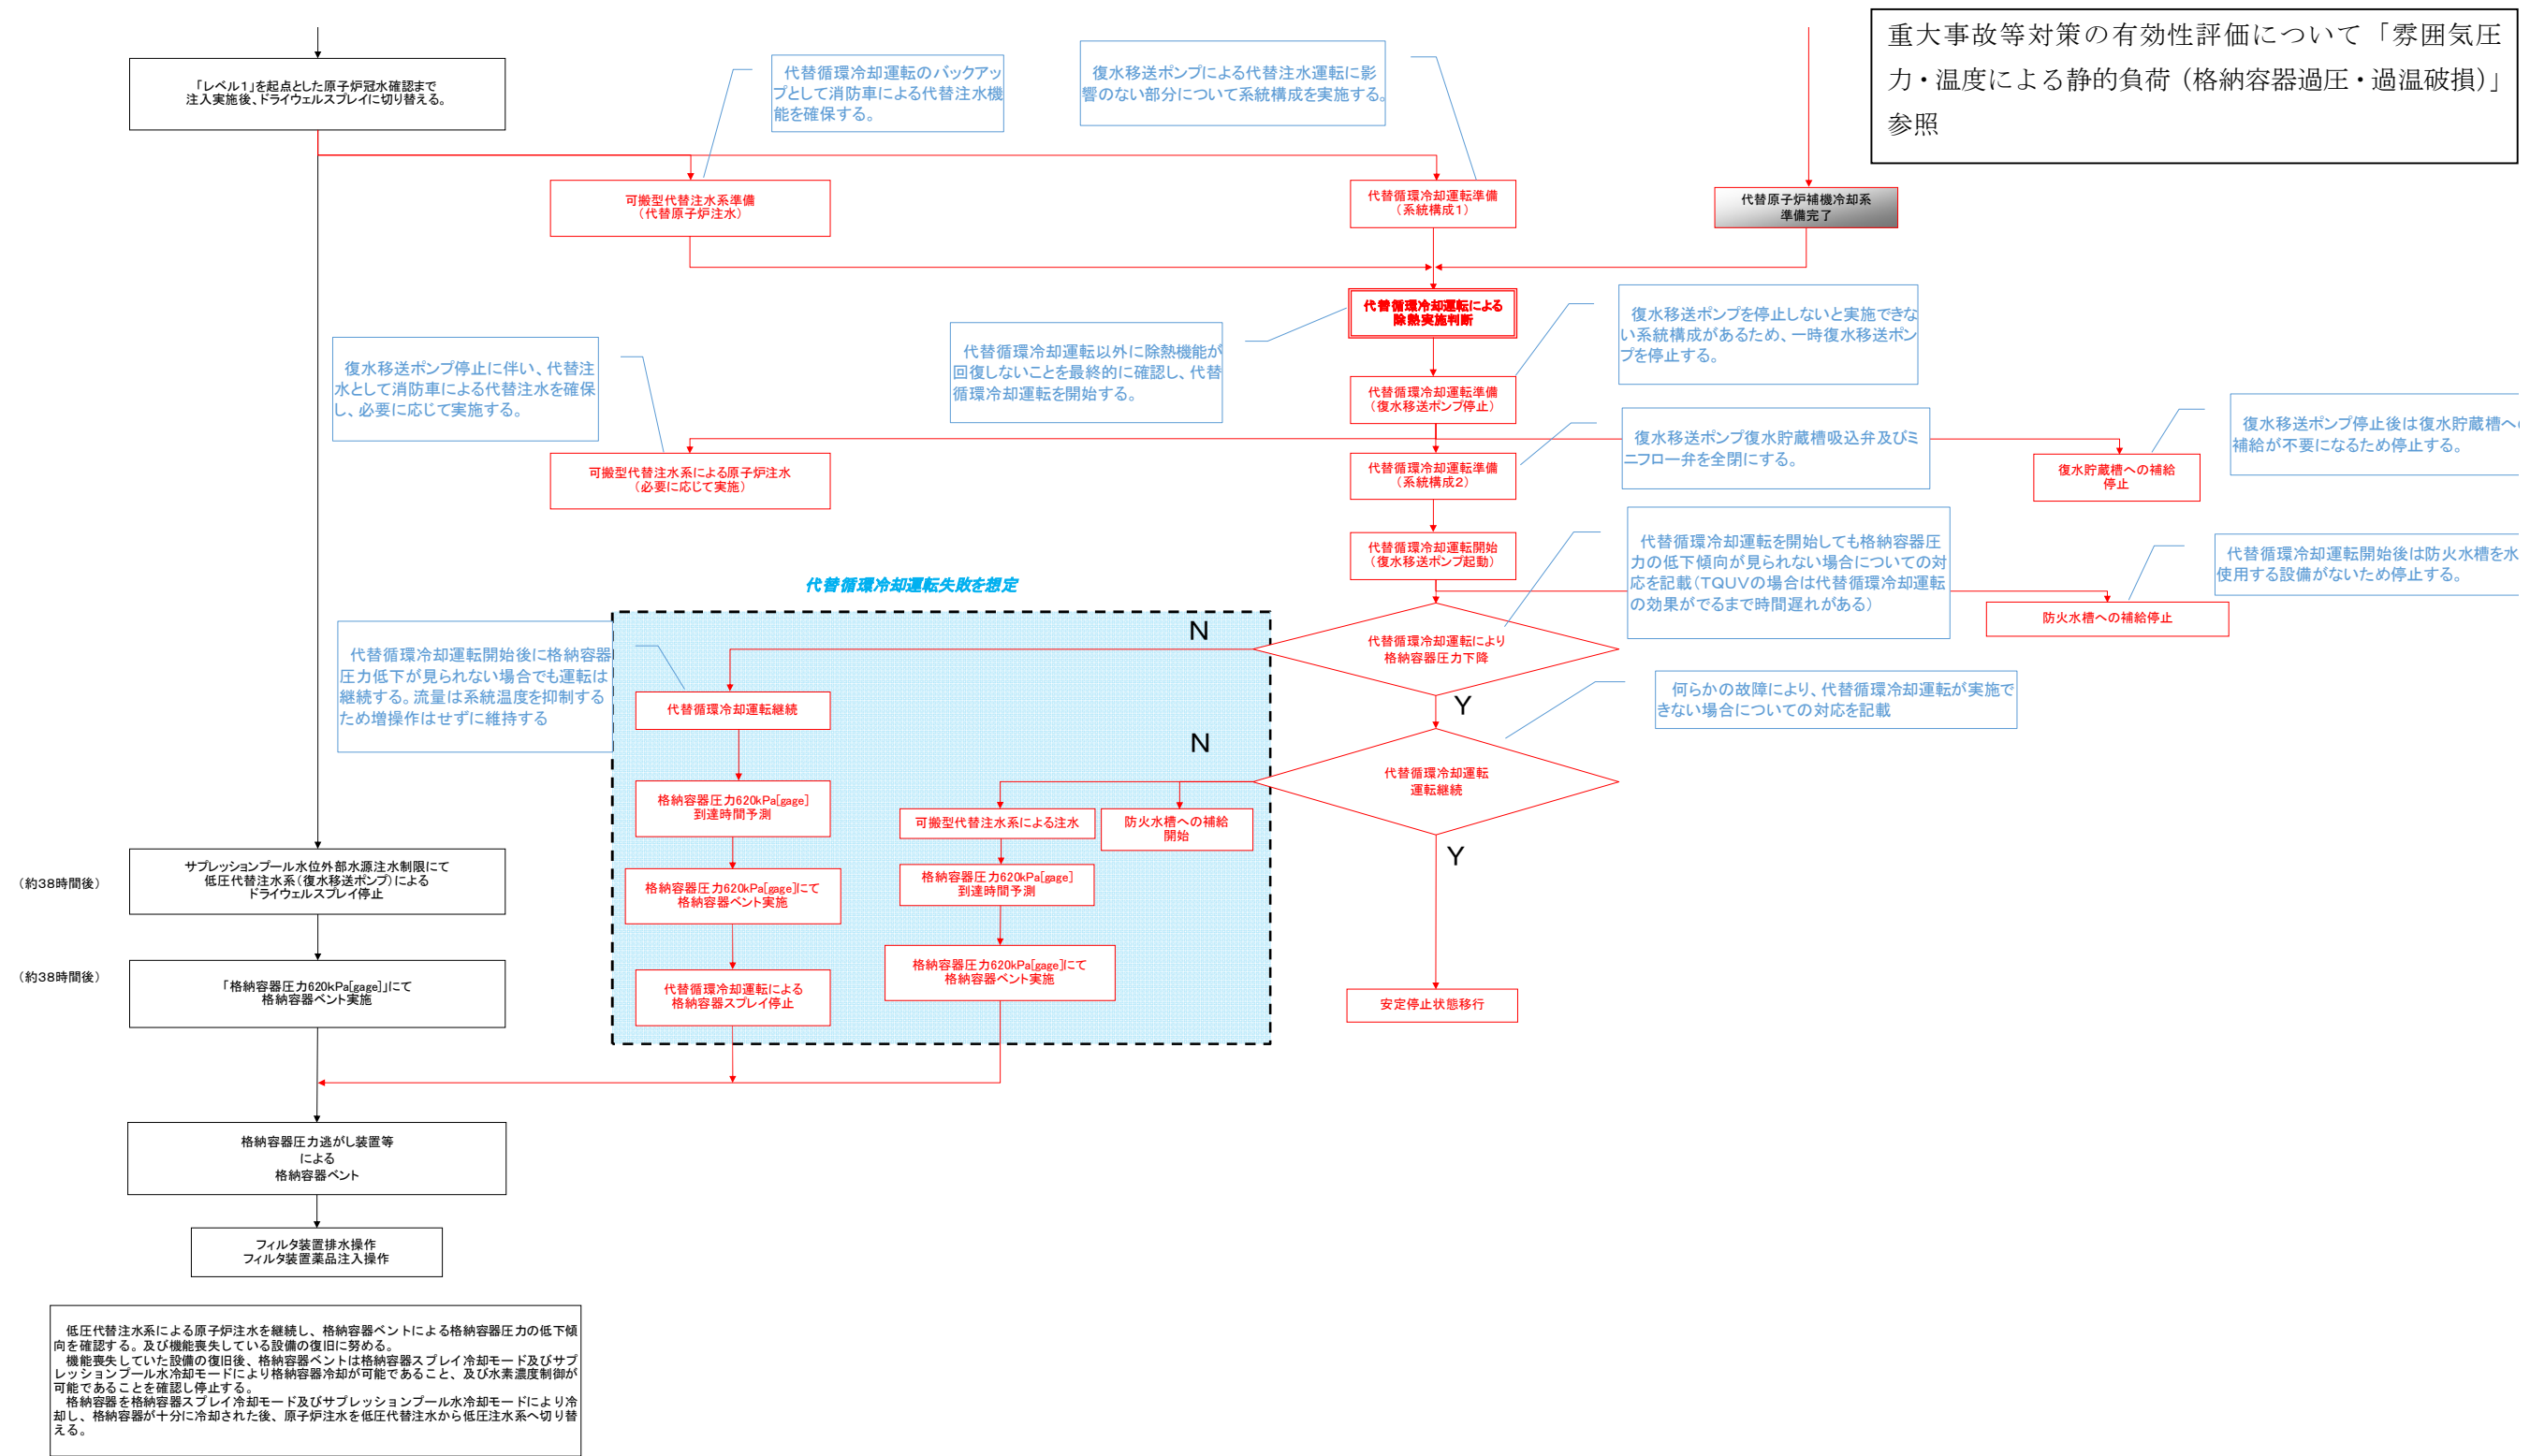 重大事故等対策の有効性評価について「雰囲気圧
力・温度による静的負荷（格納容器過圧・過温破損）」
参照
「レベル1」を起点とした原子炉冠水確認まで
注入実施後、ドライウェルスプレイに切り替える。
代替循環冷却運転のバックアッ
プとして消防車による代替注水機
能を確保する。
復水移送ポンプによる代替注水運転に影
響のない部分について系統構成を実施する。
可搬型代替注水系準備
（代替原子炉注水）
代替循環冷却運転準備
（系統構成1）
代替原子炉補機冷却系
準備完了
代替循環冷却運転による
除熱実施判断
復水移送ポンプを停止しないと実施できな
い系統構成があるため、一時復水移送ポン
プを停止する。
代替循環冷却運転以外に除熱機能が
回復しないことを最終的に確認し、代替
循環冷却運転を開始する。
復水移送ポンプ停止に伴い、代替注
水として消防車による代替注水を確保
し、必要に応じて実施する。
代替循環冷却運転準備
（復水移送ポンプ停止）
復水移送ポンプ復水貯蔵槽吸込弁及びミ
ニフロー弁を全閉にする。
復水移送ポンプ停止後は復水貯蔵槽へ
補給が不要になるため停止する。
可搬型代替注水系による原子炉注水
（必要に応じて実施）
代替循環冷却運転準備
（系統構成2）
復水貯蔵槽への補給
停止
代替循環冷却運転開始
（復水移送ポンプ起動）
代替循環冷却運転を開始しても格納容器圧
力の低下傾向が見られない場合についての対
応を記載（TQUVの場合は代替循環冷却運転
の効果がでるまで時間遅れがある）
代替循環冷却運転開始後は防火水槽を水
使用する設備がないため停止する。
防火水槽への補給停止
代替循環冷却運転失敗を想定
N
代替循環冷却運転により
格納容器圧力下降
Y
代替循環冷却運転開始後に格納容器
圧力低下が見られない場合でも運転は
継続する。流量は系統温度を抑制する
ため増操作はせずに維持する
代替循環冷却運転継続
何らかの故障により、代替循環冷却運転が実施で
きない場合についての対応を記載
N
代替循環冷却運転
運転継続
Y
格納容器圧力620kPa[gage]
到達時間予測
可搬型代替注水系による注水
防火水槽への補給
開始
（約38時間後）
サプレッションプール水位外部水源注水制限にて
低圧代替注水系（復水移送ポンプ）による
ドライウェルスプレイ停止
格納容器圧力620kPa[gage]にて
格納容器ベント実施
格納容器圧力620kPa[gage]
到達時間予測
（約38時間後）
「格納容器圧力620kPa[gage]」にて
格納容器ベント実施
代替循環冷却運転による
格納容器スプレイ停止
格納容器圧力620kPa[gage]にて
格納容器ベント実施
安定停止状態移行
格納容器圧力逃がし装置等
による
格納容器ベント
フィルタ装置排水操作
フィルタ装置薬品注入操作
低圧代替注水系による原子炉注水を継続し、格納容器ベントによる格納容器圧力の低下傾
向を確認する。及び機能喪失している設備の復旧に努める。
機能喪失していた設備の復旧後、格納容器ベントは格納容器スプレイ冷却モード及びサプ
レッションプール水冷却モードにより格納容器冷却が可能であること、及び水素濃度制御が
可能であることを確認し停止する。
格納容器を格納容器スプレイ冷却モード及びサプレッションプール水冷却モードにより冷
却し、格納容器が十分に冷却された後、原子炉注水を低圧代替注水から低圧注水系へ切り替
える。